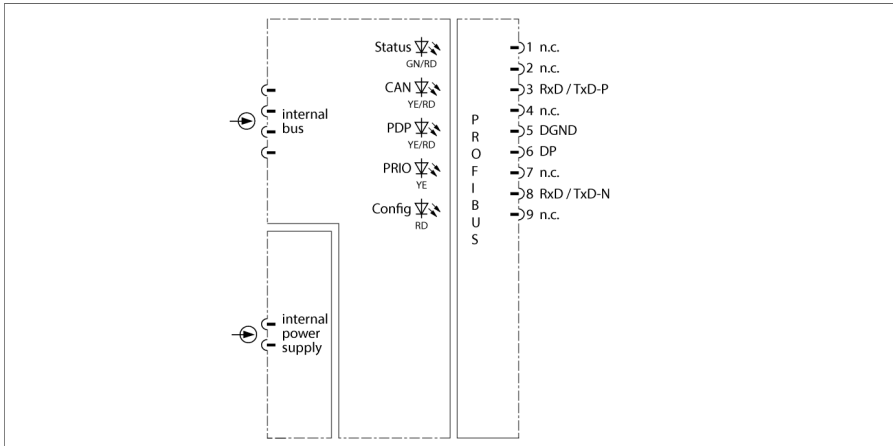 Status
GN/RD
CAN
YE/RD
PDP
YE/RD
PRIO
YE
Config
RD
internal
bus
internal
power
supply
PROFIBUS
1 n.c.
2 n.c.
3 RxD / TxD-P
4 n.c.
5 DGND
6 DP
7 n.c.
8 RxD / TxD-N
9 n.c.